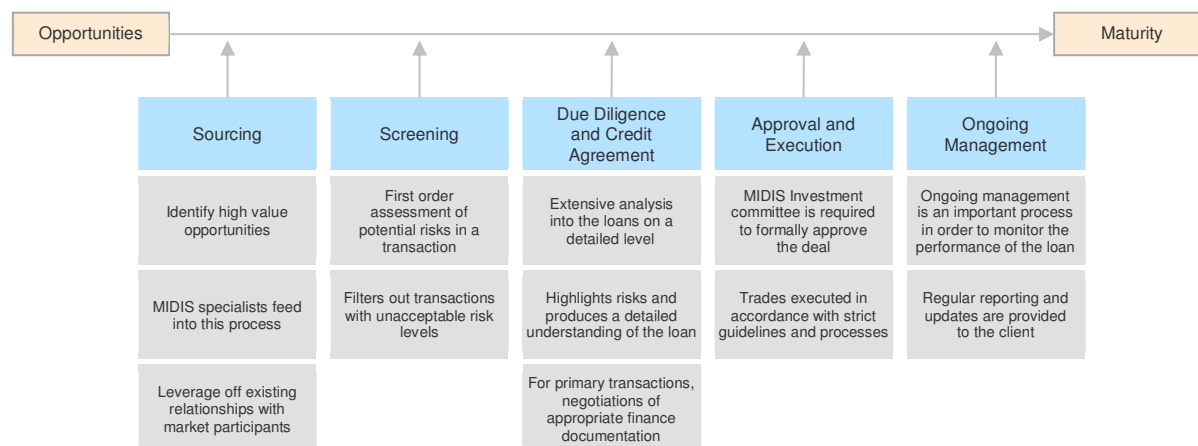 Opportunities
Maturity
Sourcing
Screening
Due Diligence
and Credit
Agreement
Approval and
Execution
Ongoing
Management
Identify high value
opportunities
First order
assessment of
potential risks in a
transaction
Extensive analysis
into the loans on a
detailed level
MIDIS Investment
committee is required
to formally approve
the deal
Ongoing management
is an important process
in order to monitor the
performance of the loan
MIDIS specialists feed
into this process
Filters out transactions
with unacceptable risk
levels
Highlights risks and
produces a detailed
understanding of the loan
Trades executed in
accordance with strict
guidelines and processes
Regular reporting and
updates are provided
to the client
Leverage off existing
relationships with
market participants
For primary transactions,
negotiations of
appropriate finance
documentation